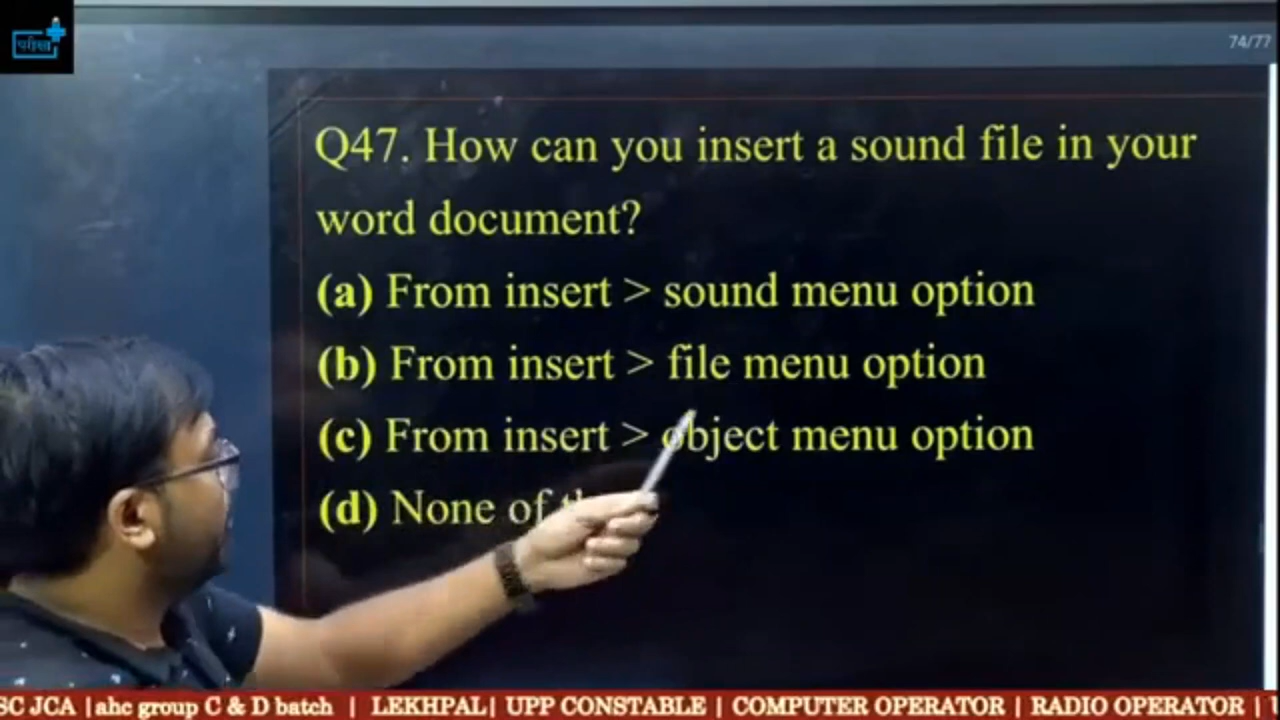 परीक्षा
74/77
Q47. How can you insert a sound file in your
word document?
(a) From insert > sound menu option
(b) From insert > file menu option
(c) From insert > object menu option
(d) None of
SC JCA | ahc group C & D batch | LEKHPAL | UPP CONSTABLE | COMPUTER OPERATOR | RADIO OPERATOR |